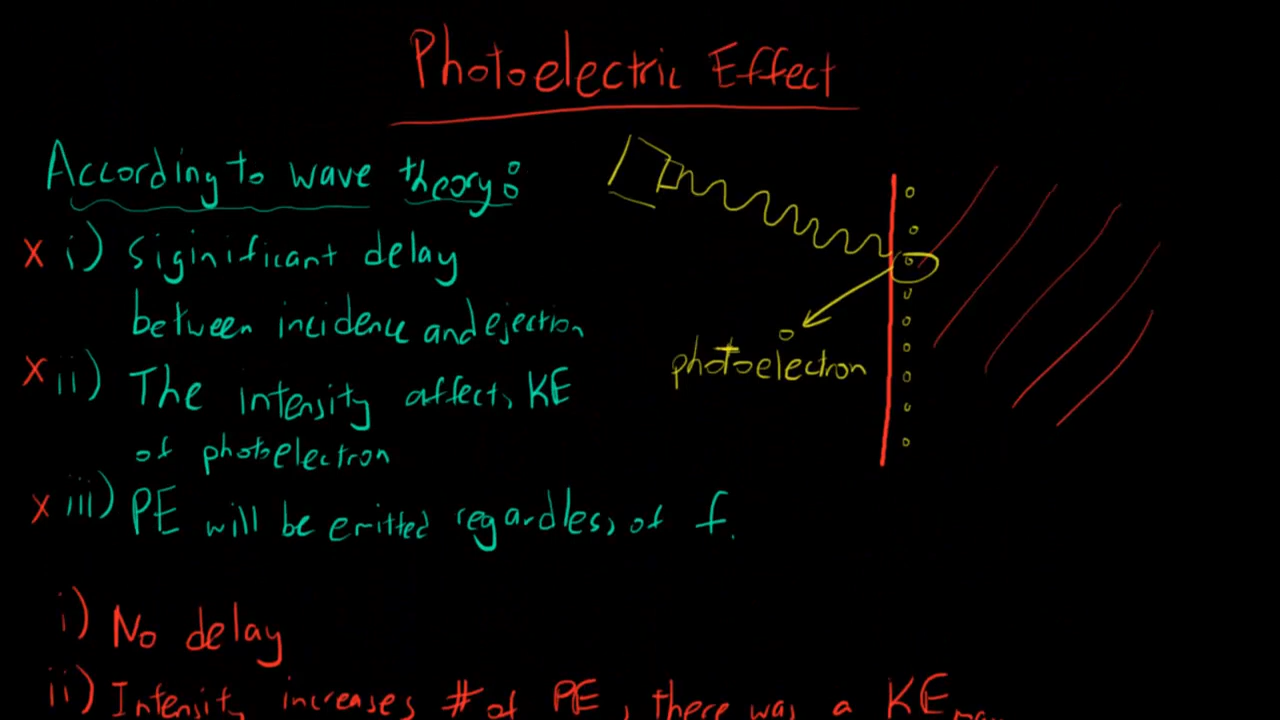 Photoelectric Effect
According to wave theory:
x i) Siginificant delay
between incidence and ejection
x ii) The intensity affects KE
of photoelectron
x iii) PE will be emitted regardless of f.
photoelectron
i) No delay
ii) Intensity increases # of PE, there was a KEmax